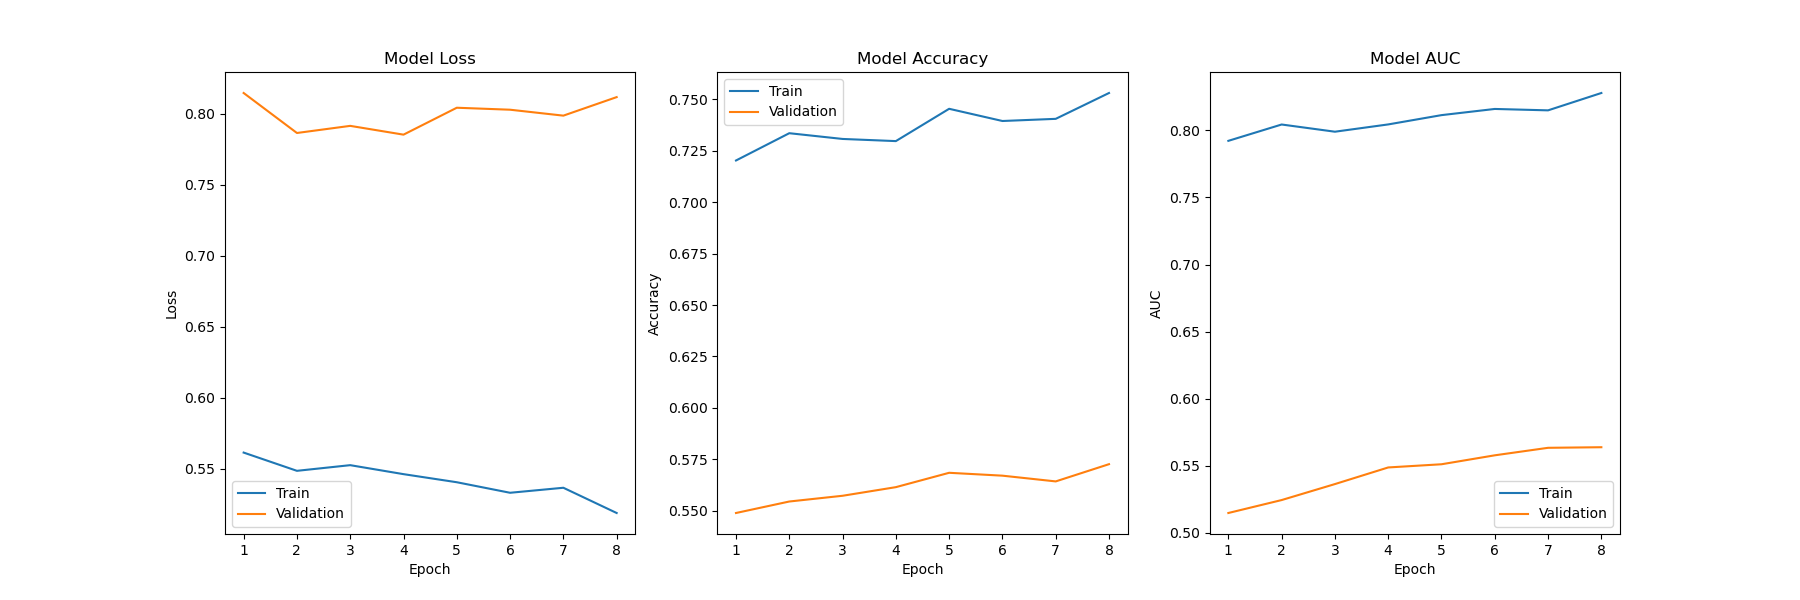 Model Loss
Loss
0.80
0.75
0.70
0.65
0.60
0.55
Train
Validation
1 2 3 4 5 6 7 8
Epoch
Model Accuracy
Accuracy
Train
Validation
0.750
0.725
0.700
0.675
0.650
0.625
0.600
0.575
0.550
1 2 3 4 5 6 7 8
Epoch
Model AUC
AUC
0.80
0.75
0.70
0.65
0.60
0.55
0.50
Train
Validation
1 2 3 4 5 6 7 8
Epoch